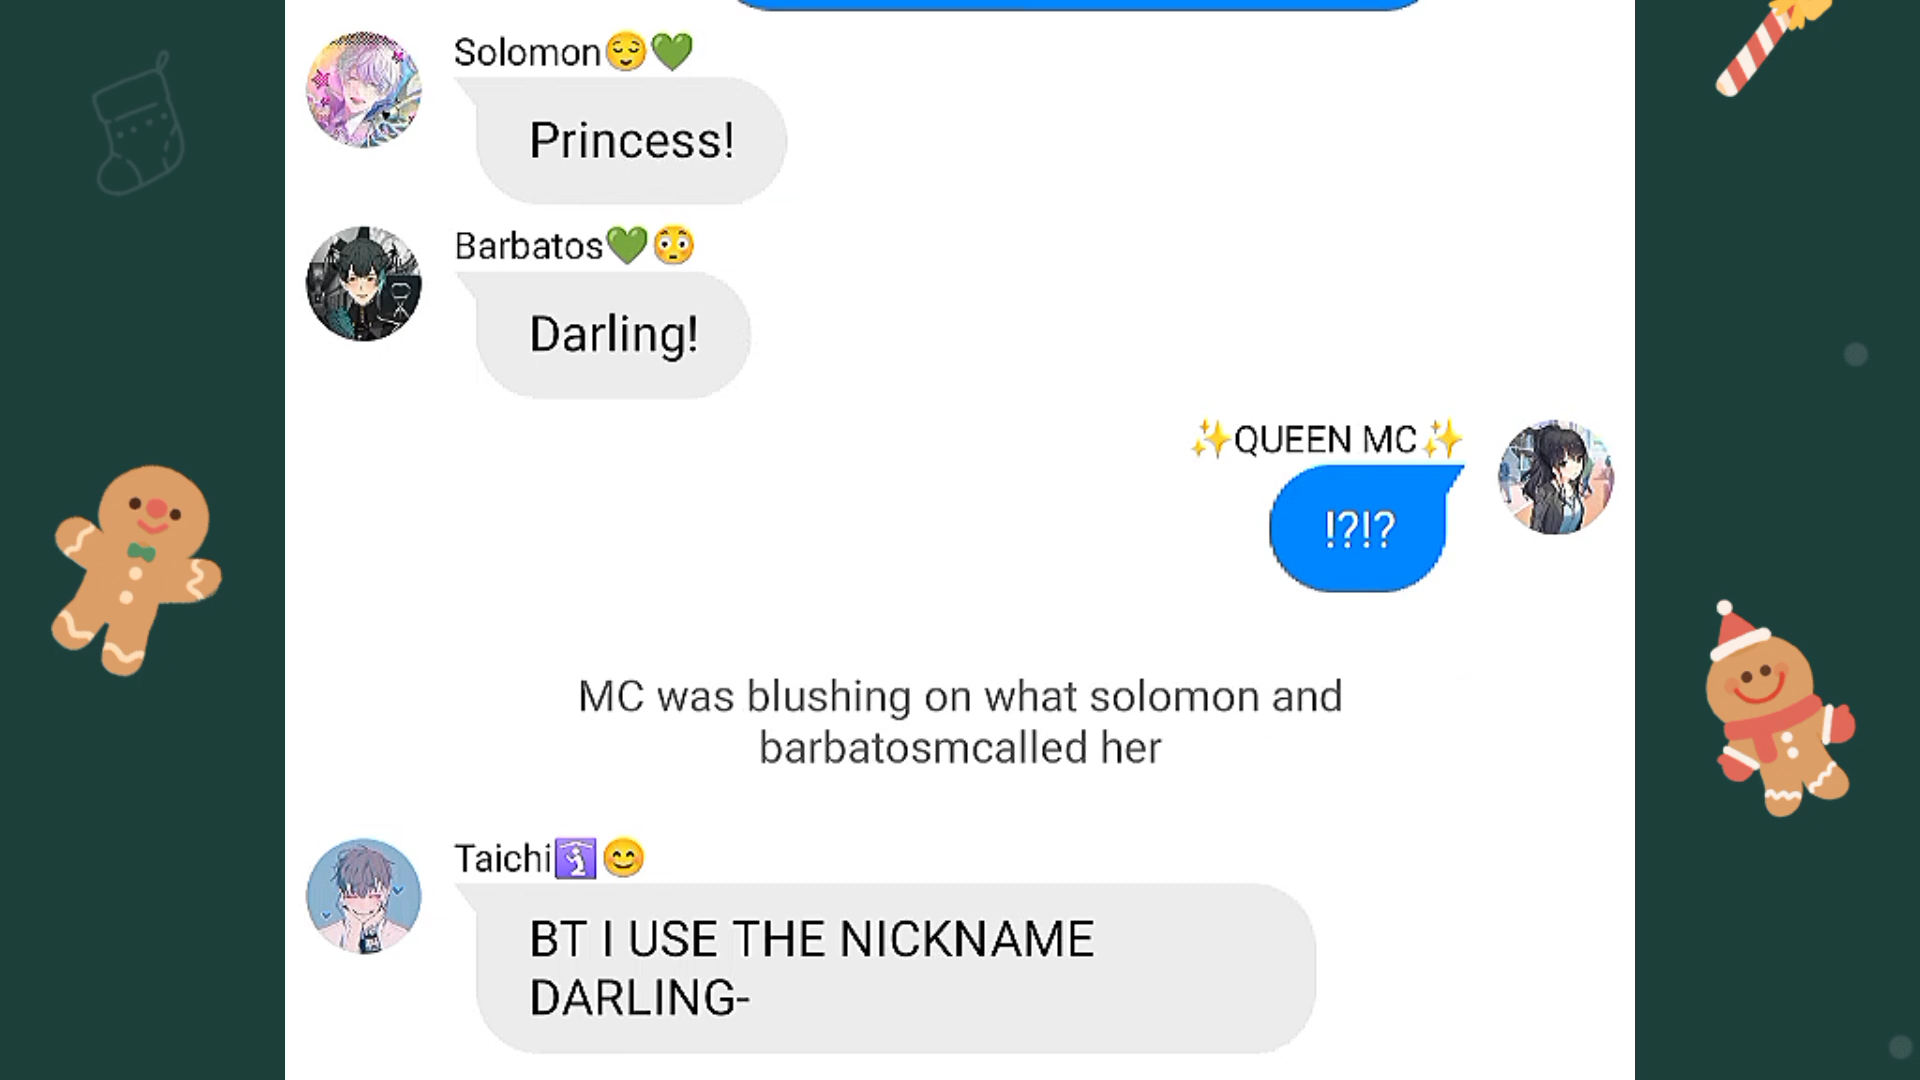 Solomon😌💚
Princess!
Barbatos💚😳
Darling!
✨QUEEN MC✨
!?!?
MC was blushing on what solomon and
barbatosmcalled her
Taichi🛐😊
BT I USE THE NICKNAME
DARLING-